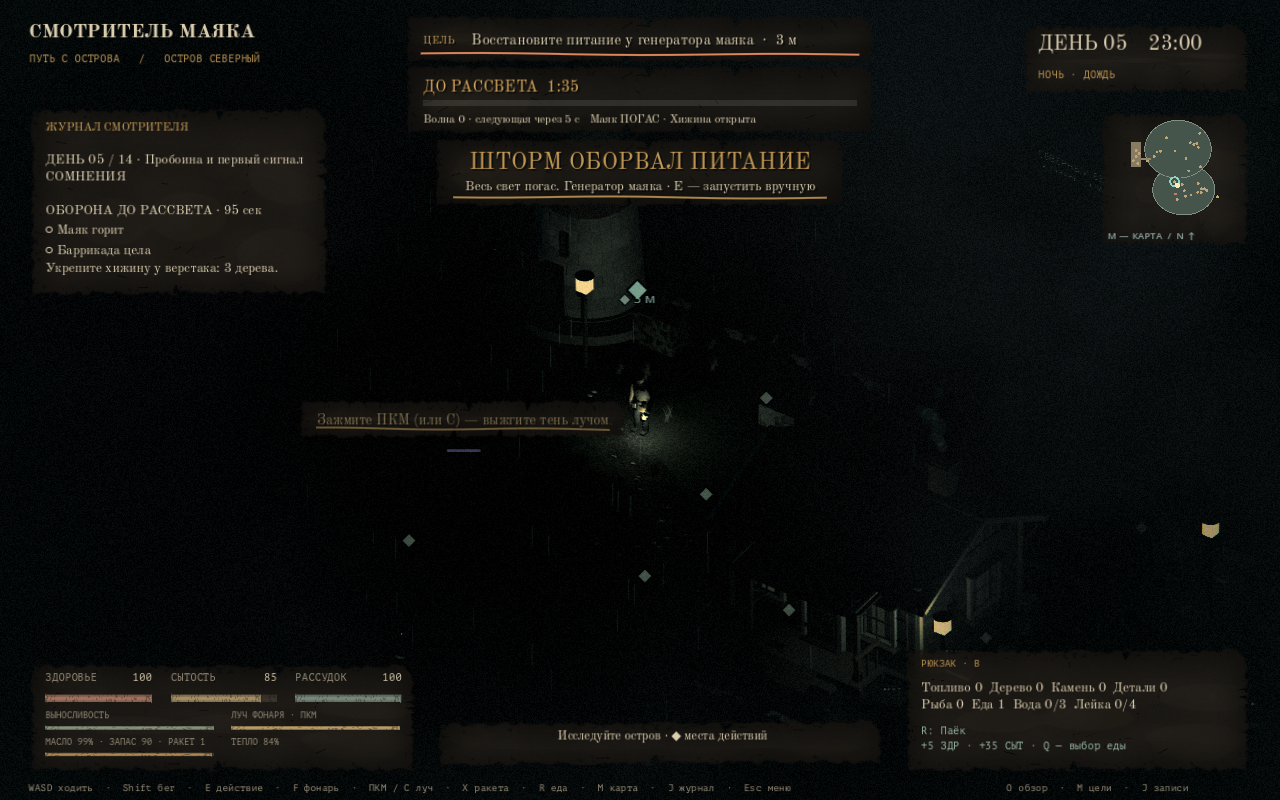 СМОТРИТЕЛЬ МАЯКА
ПУТЬ С ОСТРОВА / ОСТРОВ СЕВЕРНЫЙ
ЦЕЛЬ Восстановите питание у генератора маяка · 3 м
ДО РАССВЕТА 1:35
Волна 0 · следующая через 5 с Маяк ПОГАС · Хижина открыта
ШТОРМ ОБОРВАЛ ПИТАНИЕ
Весь свет погас. Генератор маяка · E — запустить вручную
ДЕНЬ 05 23:00
НОЧЬ · ДОЖДЬ
M — КАРТА / N ↑
ЖУРНАЛ СМОТРИТЕЛЯ
ДЕНЬ 05 / 14 · Пробоина и первый сигнал
СОМНЕНИЯ
ОБОРОНА ДО РАССВЕТА · 95 сек
Маяк горит
Баррикада цела
Укрепите хижину у верстака: 3 дерева.
3 М
Зажмите ПКМ (или C) — выжгите тень лучом
ЗДОРОВЬЕ 100 СЫТОСТЬ 85 РАССУДОК 100
ВЫНОСЛИВОСТЬ ЛУЧ ФОНАРЯ · ПКМ
МАСЛО 99% · ЗАПАС 90 · РАКЕТ 1 ТЕПЛО 84%
Исследуйте остров · ◆ места действий
РЮКЗАК · B
Топливо 0 Дерево 0 Камень 0 Детали 0
Рыба 0 Еда 1 Вода 0/3 Лейка 0/4
R: Паёк
+5 ЗДР · +35 СЫТ · Q — выбор еды
WASD ходить · Shift бег · E действие · F фонарь · ПКМ / C луч · X ракета · R еда · M карта · J журнал · Esc меню
O обзор · M цели · J записи